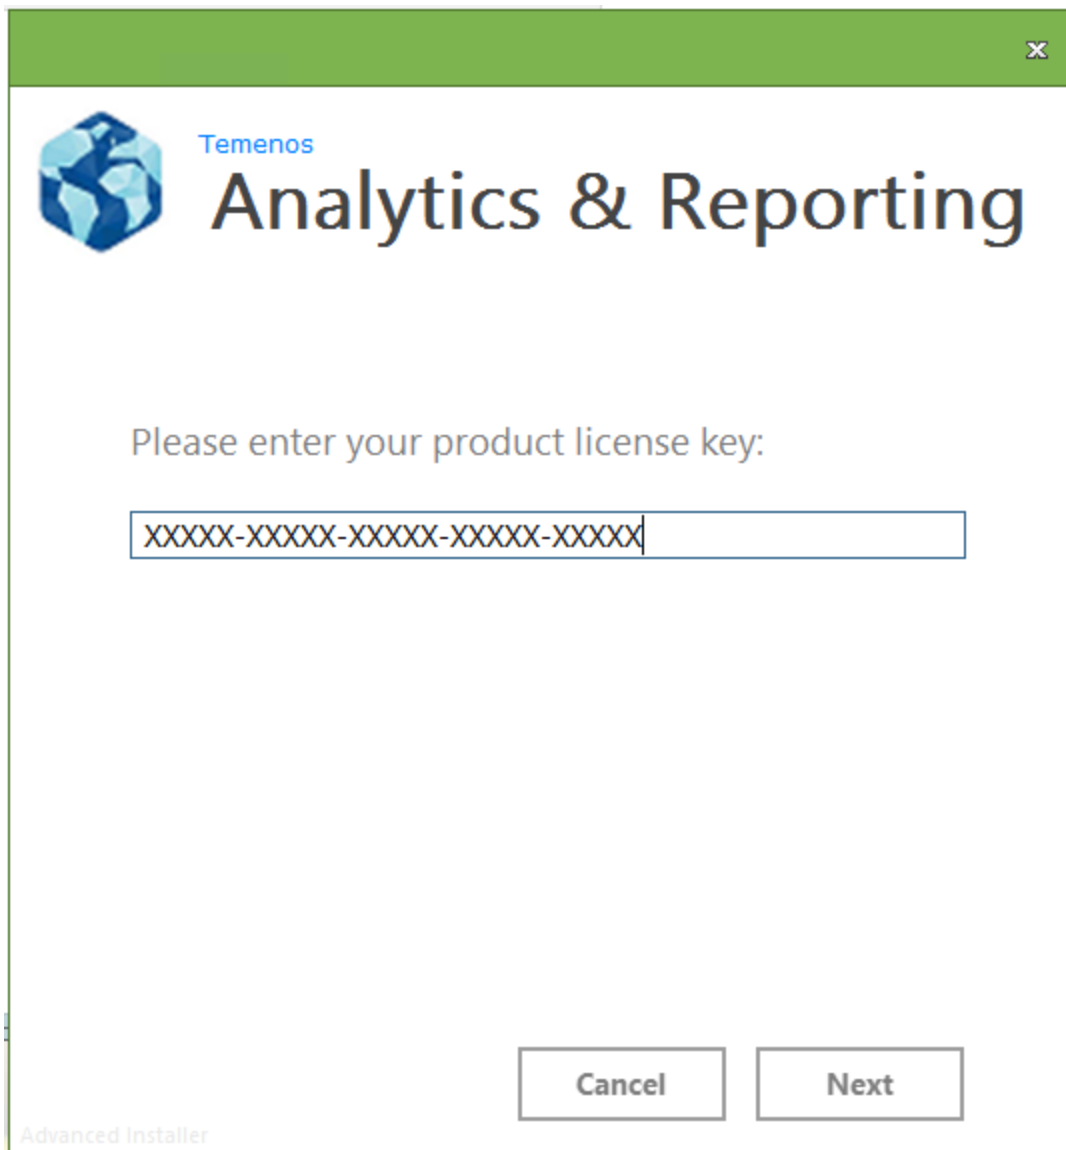 Temenos
Analytics & Reporting
Please enter your product license key:
XXXXX-XXXXX-XXXXX-XXXXX-XXXXX
Cancel Next
Advanced Installer